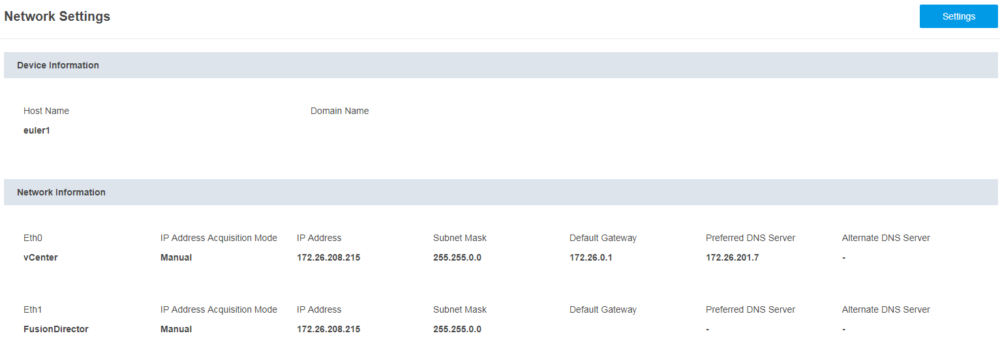 Network Settings Settings
Device Information
Host Name Domain Name
euler1
Network Information
Eth0 IP Address Acquisition Mode IP Address Subnet Mask Default Gateway Preferred DNS Server Alternate DNS Server
vCenter Manual 172.26.208.215 255.255.0.0 172.26.0.1 172.26.201.7 -
Eth1 IP Address Acquisition Mode IP Address Subnet Mask Default Gateway Preferred DNS Server Alternate DNS Server
FusionDirector Manual 172.26.208.215 255.255.0.0 - -